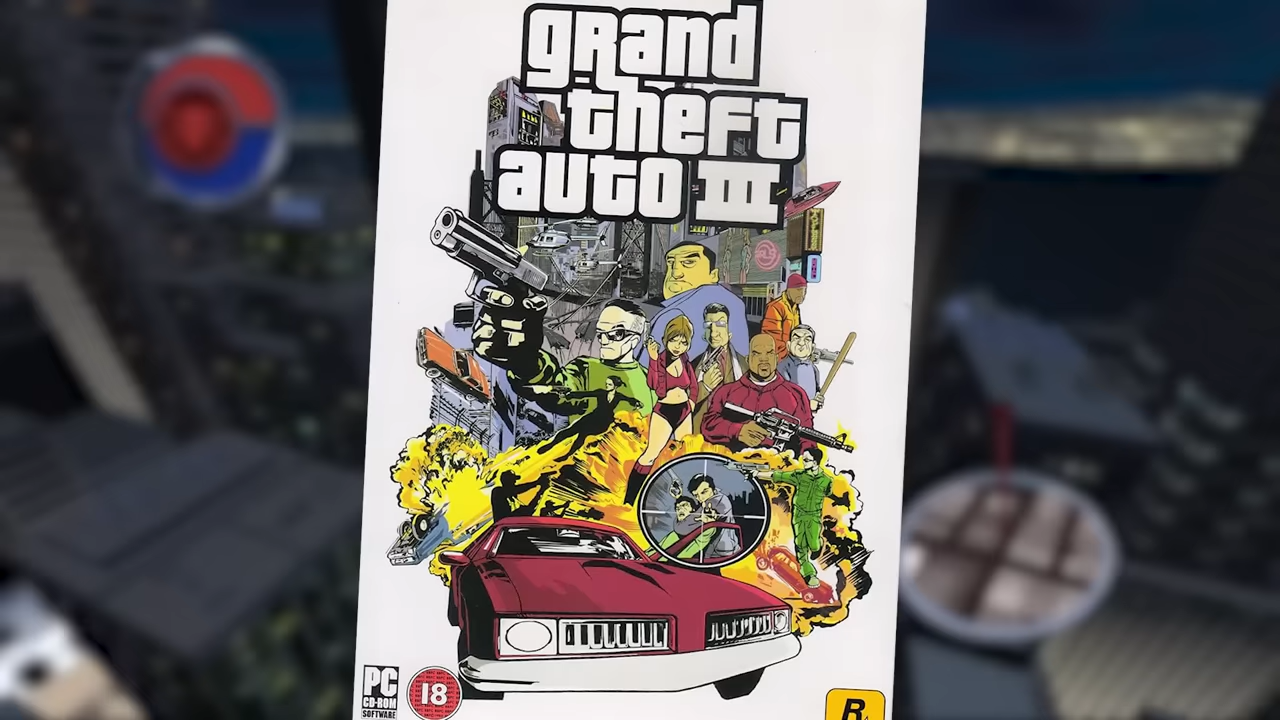 grand
theft
auto III
PC
CD-ROM
SOFTWARE
18
R